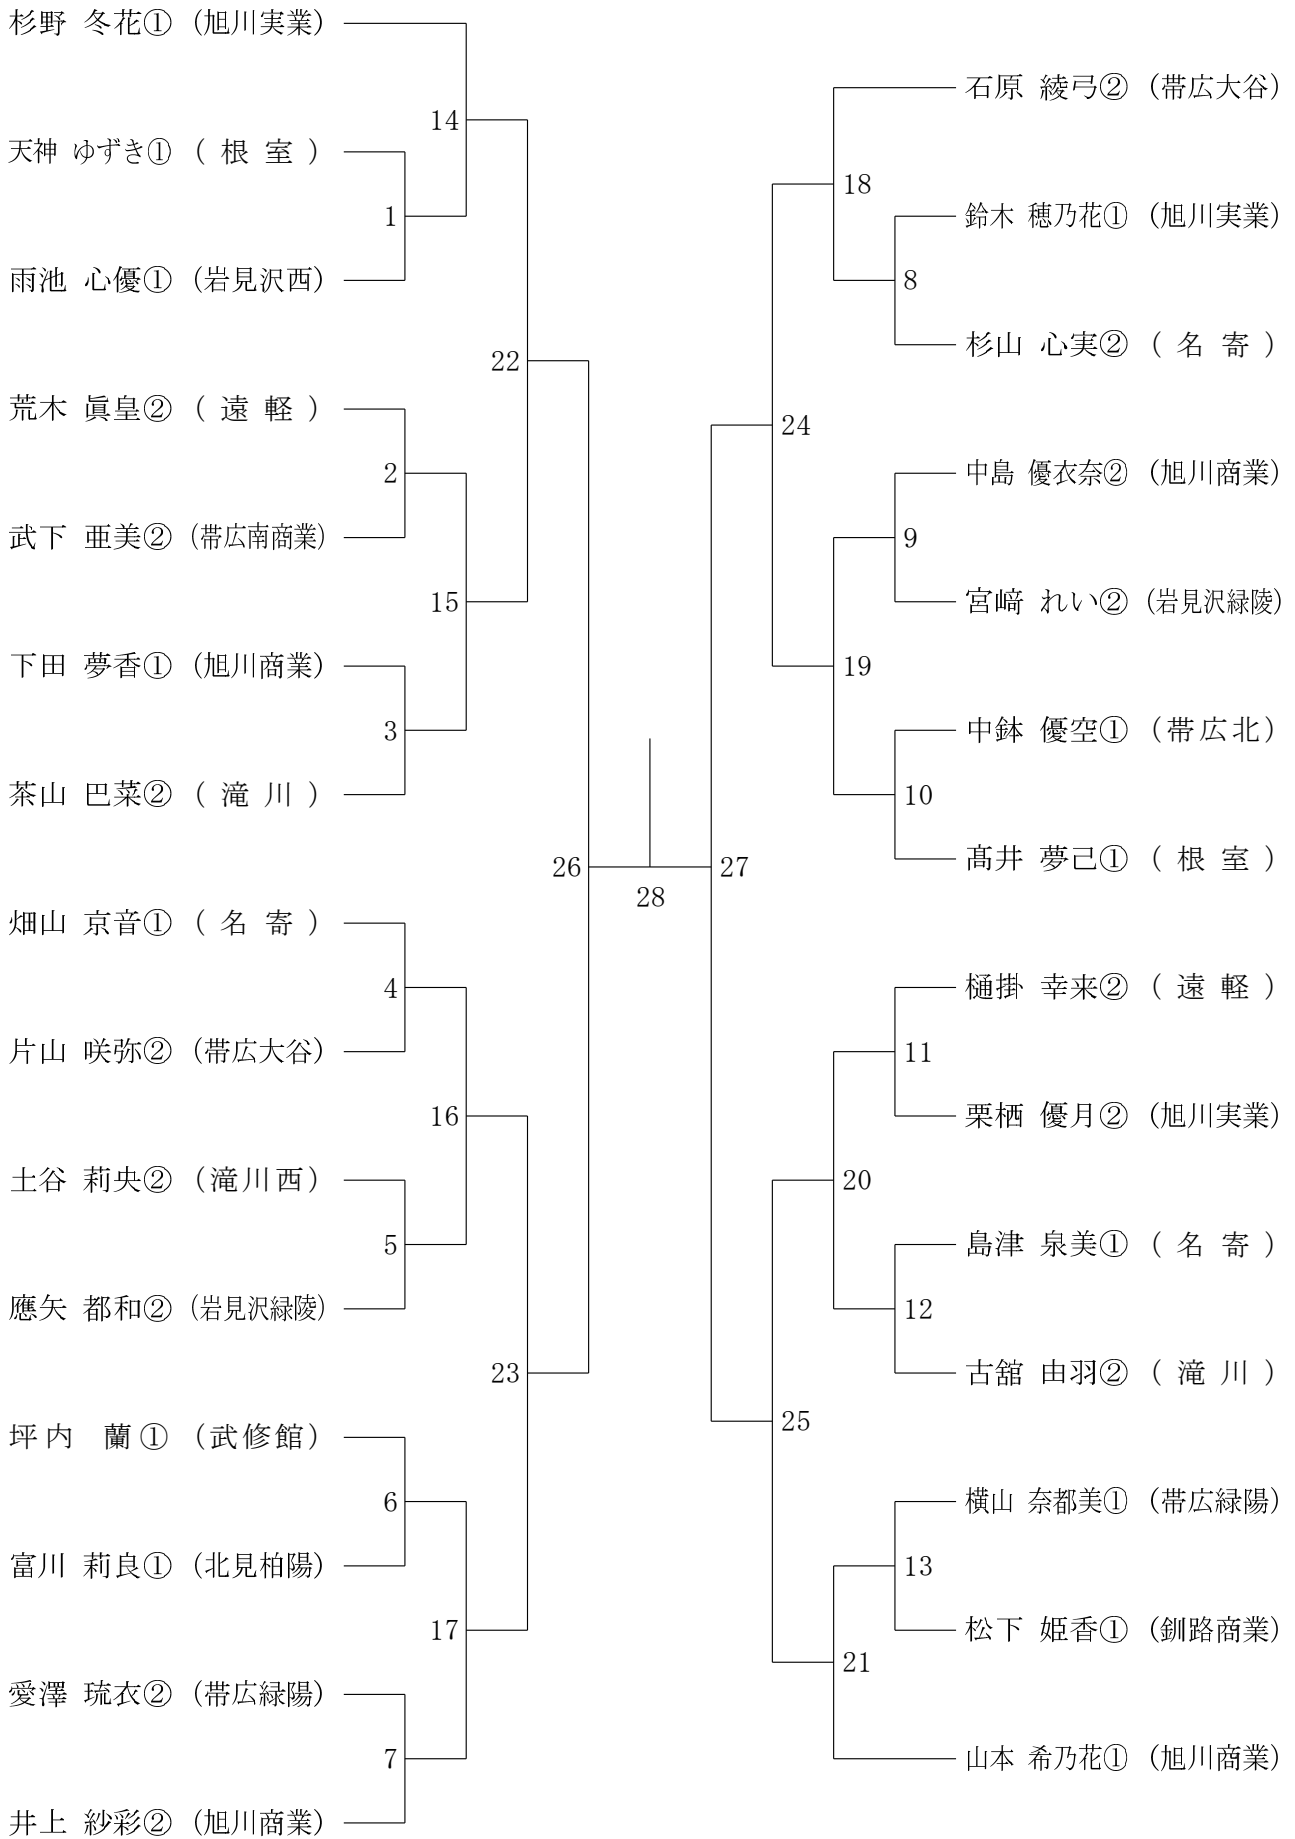 杉野 冬花① (旭川実業)
14
天神 ゆずき① (根室)
1
雨池 心優① (岩見沢西)
22
荒木 眞皇② (遠軽)
2
武下 亜美② (帯広南商業)
15
下田 夢香① (旭川商業)
3
茶山 巴菜② (滝川)
26
畑山 京音① (名寄)
4
片山 咲弥② (帯広大谷)
16
土谷 莉央② (滝川西)
5
應矢 都和② (岩見沢緑陵)
23
坪内 蘭① (武修館)
6
富川 莉良① (北見柏陽)
17
愛澤 琉衣② (帯広緑陽)
7
井上 紗彩② (旭川商業)
28
石原 綾弓② (帯広大谷)
18
鈴木 穂乃花① (旭川実業)
8
杉山 心実② (名寄)
24
中島 優衣奈② (旭川商業)
9
宮﨑 れい② (岩見沢緑陵)
19
中鉢 優空① (帯広北)
10
髙井 夢己① (根室)
27
樋掛 幸来② (遠軽)
11
栗栖 優月② (旭川実業)
20
島津 泉美① (名寄)
12
古舘 由羽② (滝川)
25
横山 奈都美① (帯広緑陽)
13
松下 姫香① (釧路商業)
21
山本 希乃花① (旭川商業)